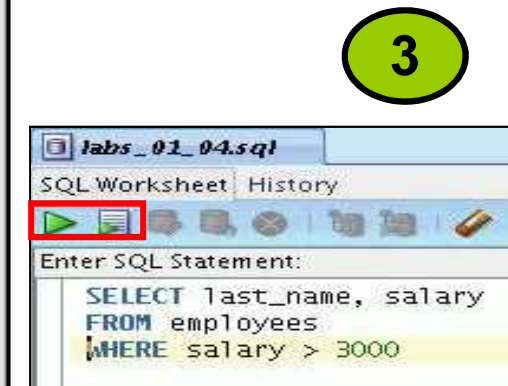 3
labs_01_04.sql
SQL Worksheet History
Enter SQL Statement:
SELECT last_name, salary
FROM employees
WHERE salary > 3000